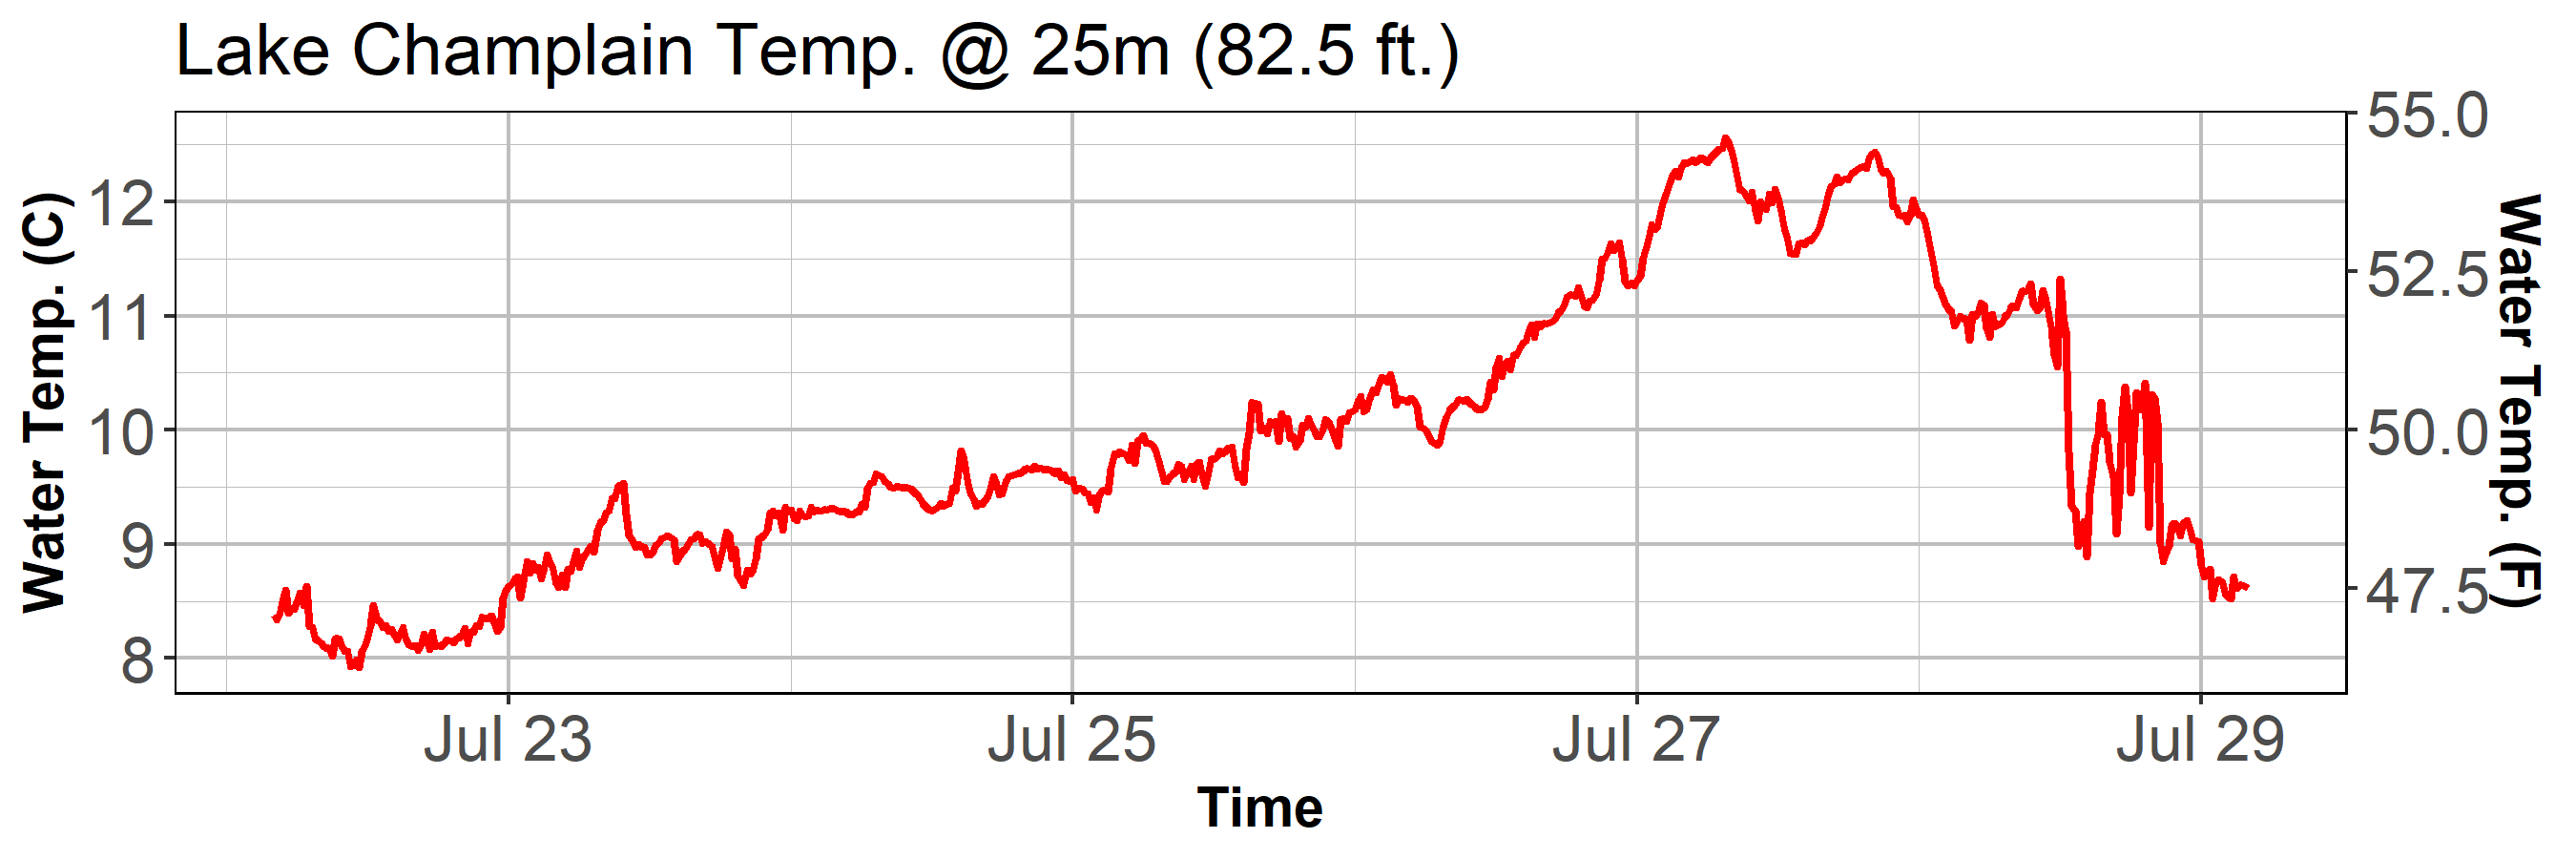 Lake Champlain Temp. @ 25m (82.5 ft.)
Water Temp. (C)
12
11
10
9
8
55.0
52.5
50.0
47.5
Water Temp. (F)
Jul 23 Jul 25 Jul 27 Jul 29
Time